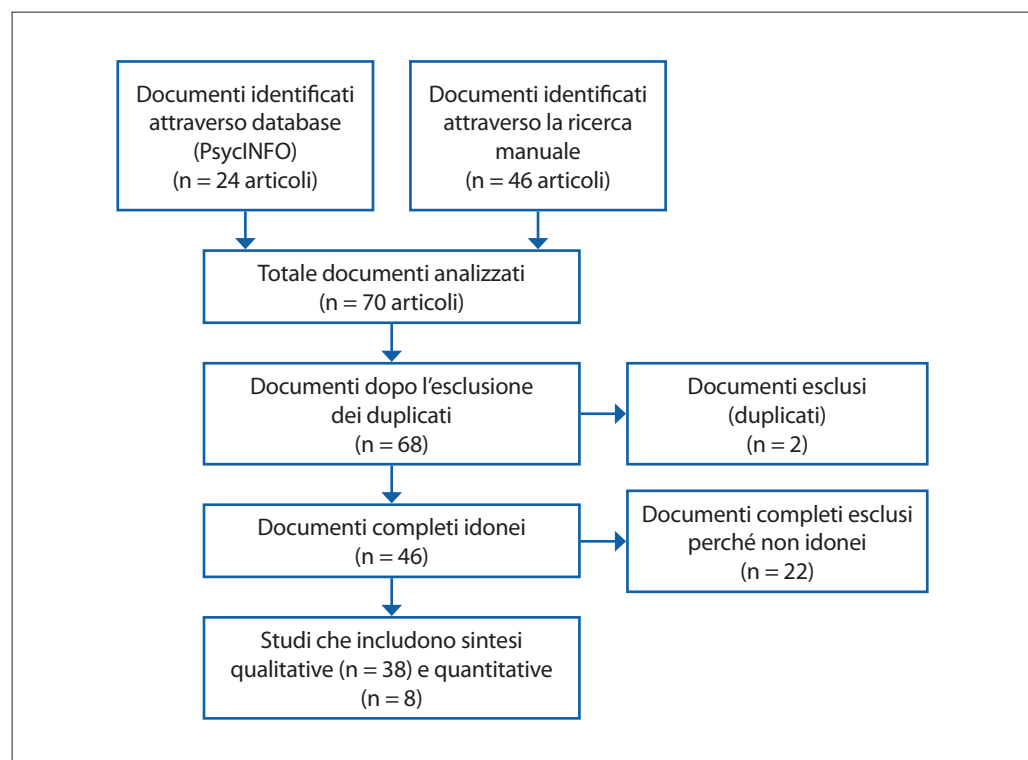 Documenti identificati
attraverso database
(PsycINFO)
(n = 24 articoli)
Documenti identificati
attraverso la ricerca
manuale
(n = 46 articoli)
Totale documenti analizzati
(n = 70 articoli)
Documenti dopo l'esclusione
dei duplicati
(n = 68)
Documenti esclusi
(duplicati)
(n = 2)
Documenti completi idonei
(n = 46)
Documenti completi esclusi
perché non idonei
(n = 22)
Studi che includono sintesi
qualitative (n = 38) e quantitative
(n = 8)